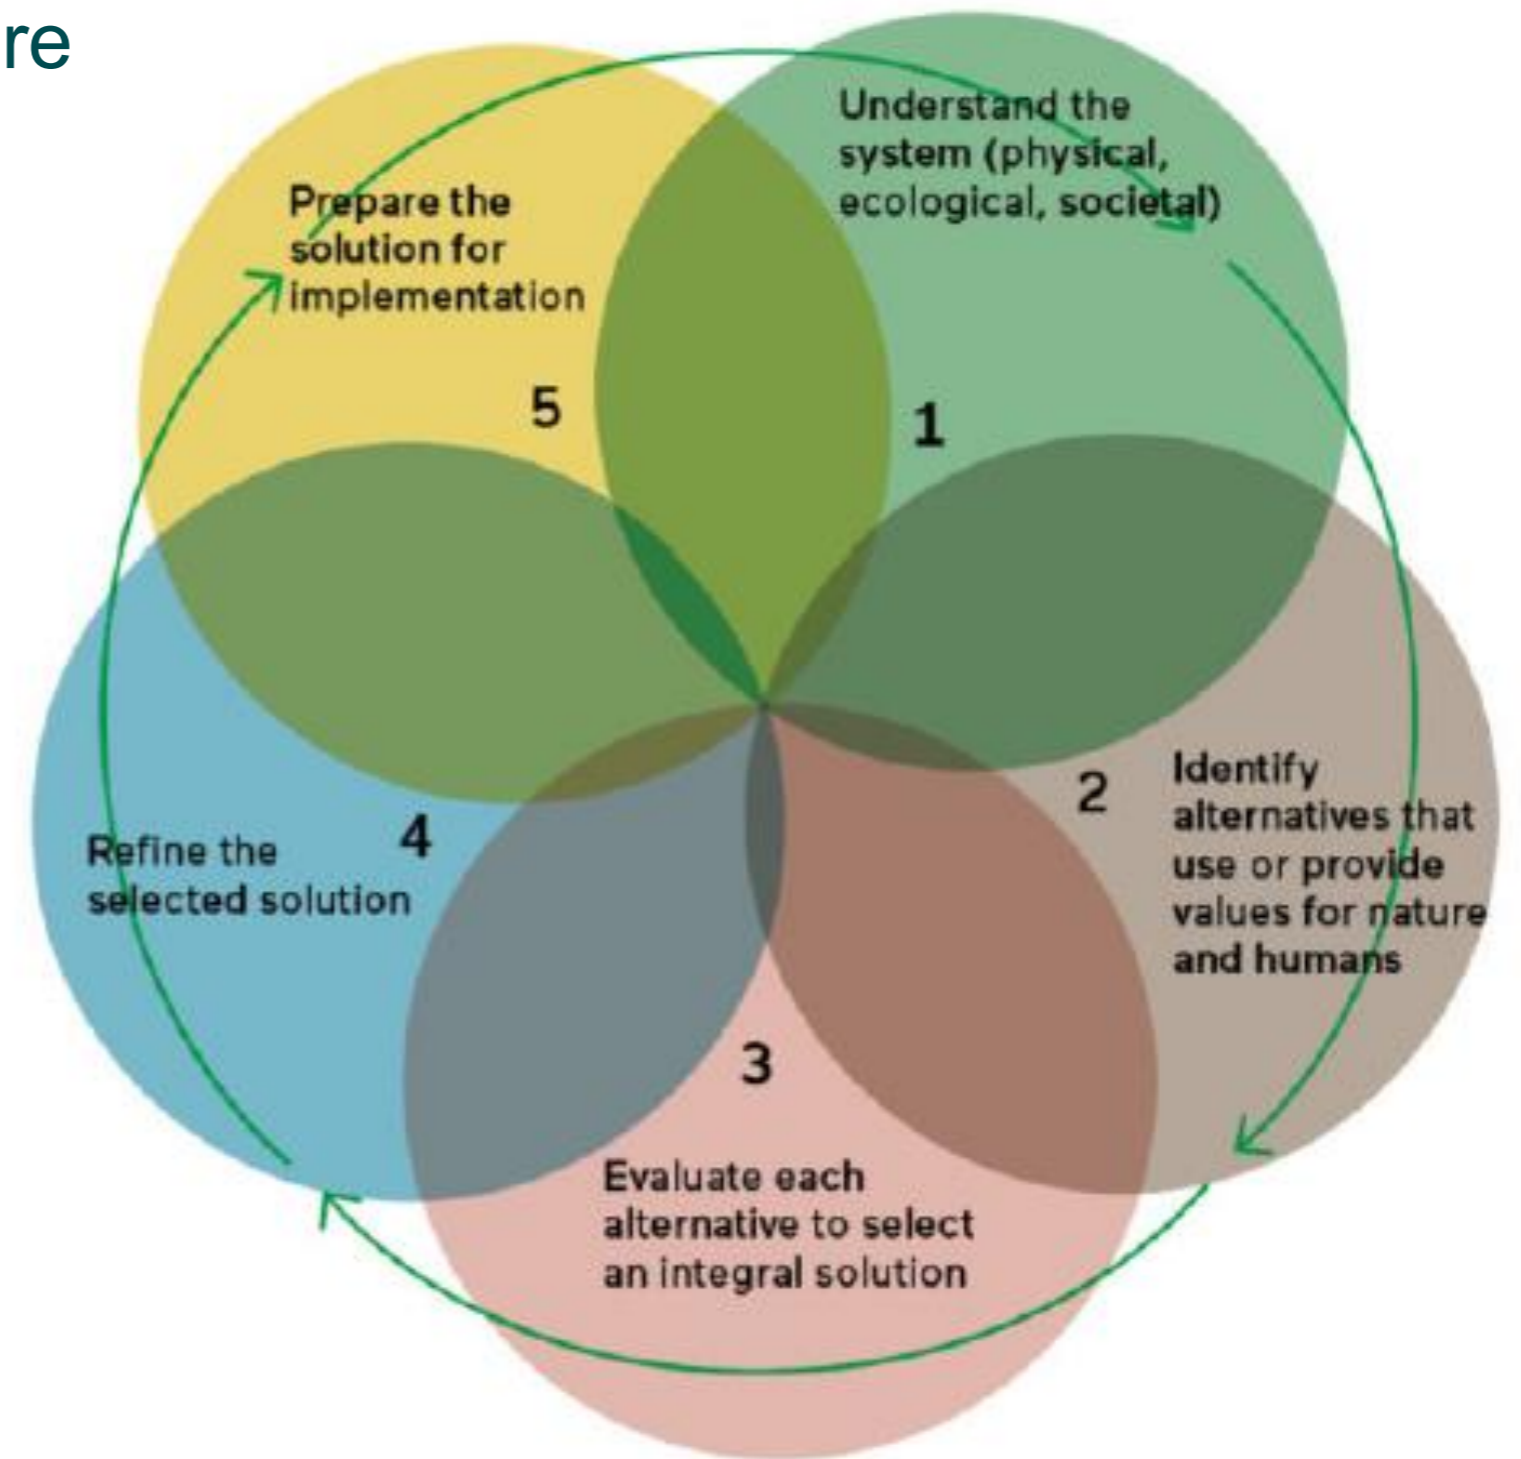 re
Understand the
system (physical,
ecological, societal)
1
2
Identify
alternatives that
use or provide
values for nature
and humans
3
Evaluate each
alternative to select
an integral solution
4
Refine the
selected solution
Prepare the
solution for
implementation
5